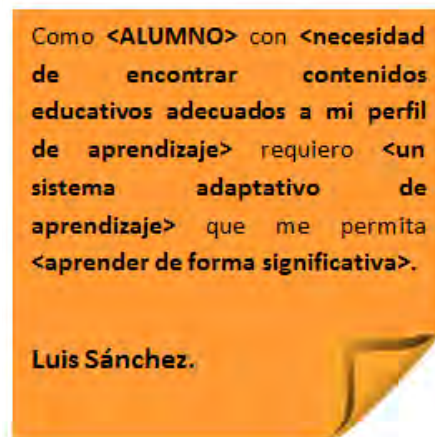 Como <ALUMNO> con <necesidad
de encontrar contenidos
educativos adecuados a mi perfil
de aprendizaje> requiero <un
sistema adaptativo de
aprendizaje> que me permita
<aprender de forma significativa>.
Luis Sánchez.